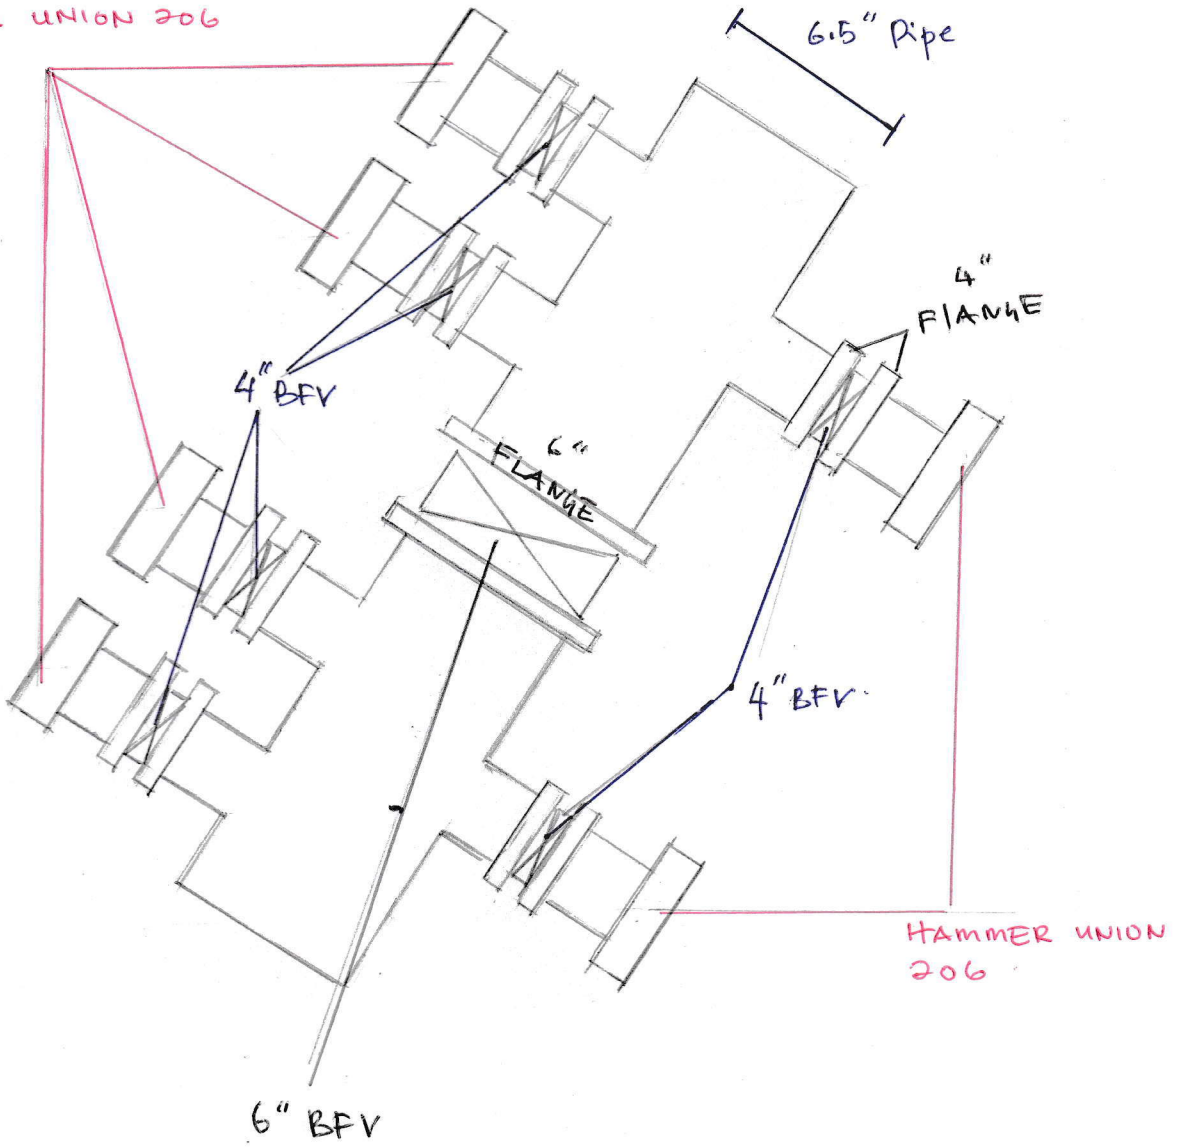 UNION 206
6.5" Pipe
4"
FlANGE
4" BFV
6"
FLANGE
4" BFV.
HAMMER UNION
206
6" BFV